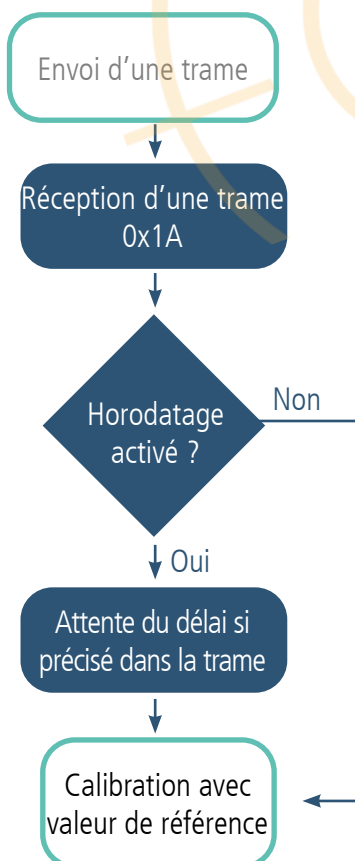 Envoi d’une trame
Réception d’une trame
0x1A
Horodatage
activé ?
Non
Oui
Attente du délai si
précisé dans la trame
Calibration avec
valeur de référence